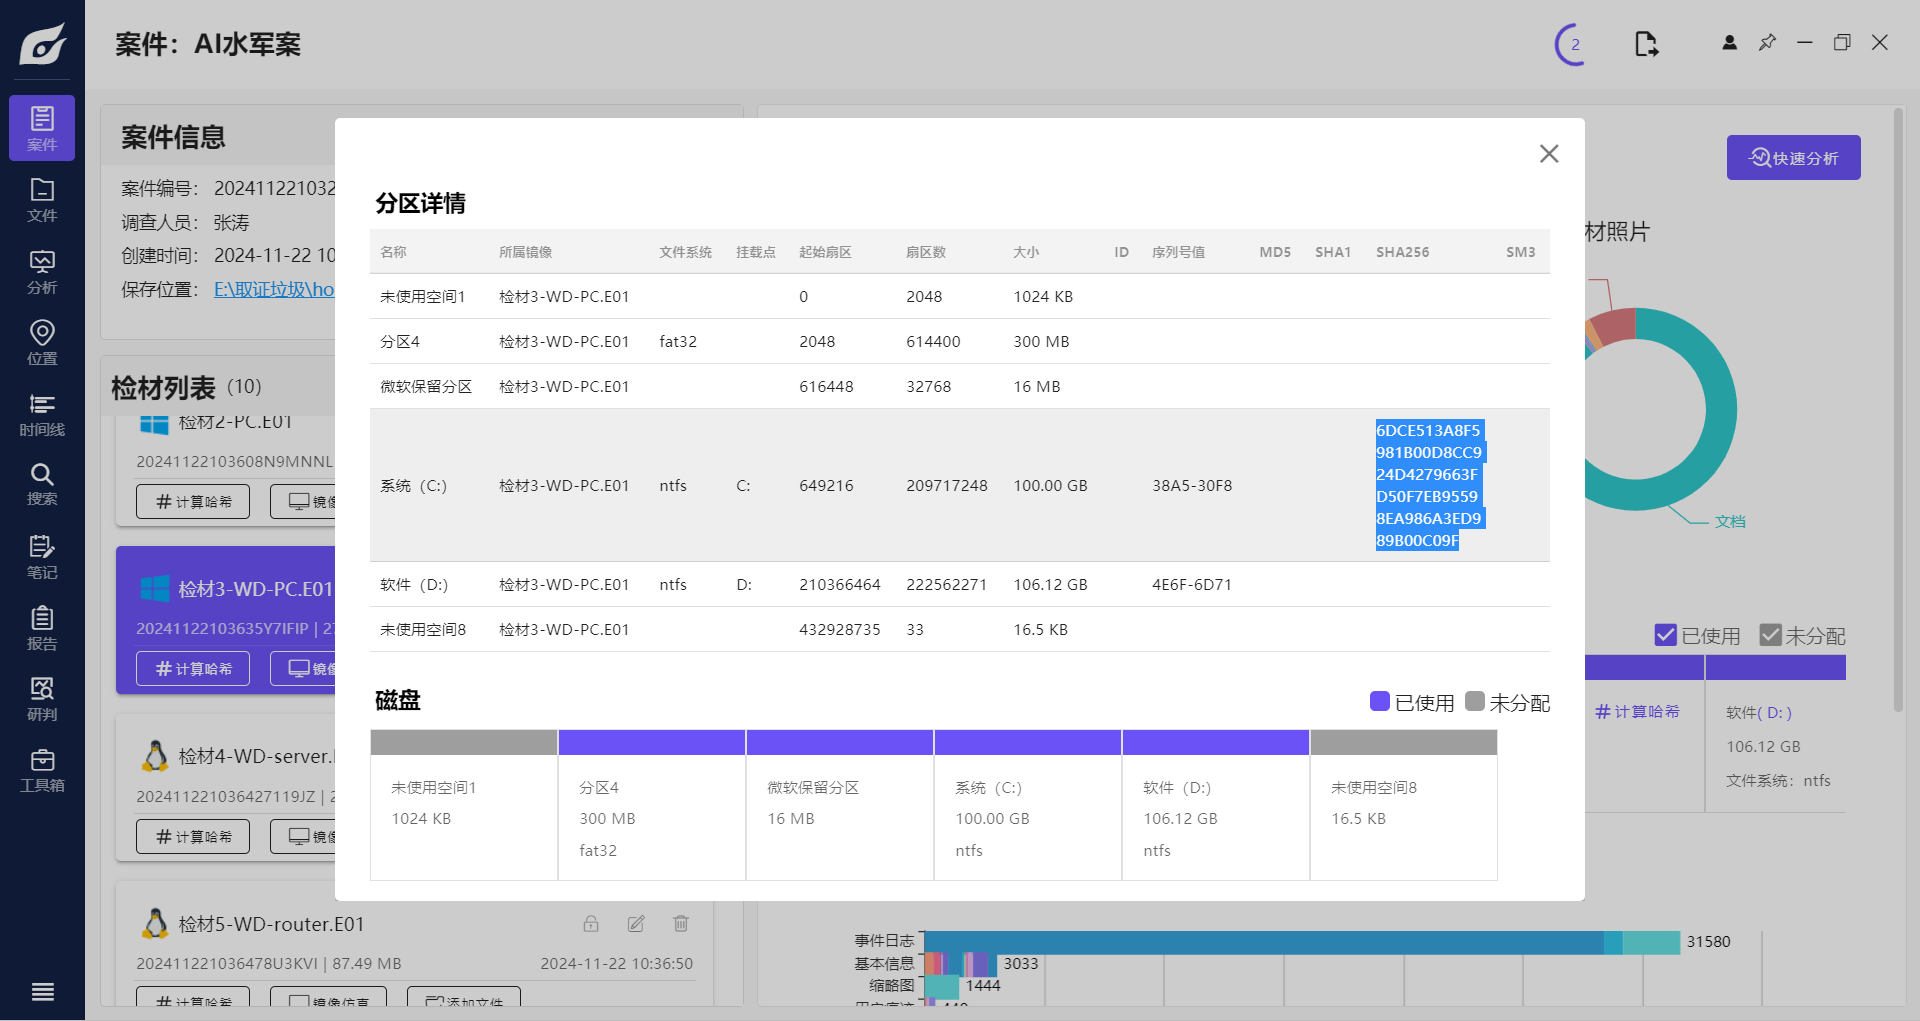 案件：AI水军案
2
案件
文件
分析
位置
时间线
搜索
笔记
报告
研判
工具箱
案件信息
案件编号： 202411221032
调查人员： 张涛
创建时间： 2024-11-22 10
保存位置： E:\取证垃圾\ho
检材列表 (10)
检材2-PC.E01
20241122103608N9MNNL
计算哈希
镜像
检材3-WD-PC.E01
20241122103635Y7IFIP | 27
计算哈希
镜像
检材4-WD-server.
202411221036427119JZ | 2
计算哈希
镜像
检材5-WD-router.E01
202411221036478U3KVI | 87.49 MB
2024-11-22 10:36:50
计算哈希
镜像仿真
添加文件
分区详情
名称 所属镜像 文件系统 挂载点 起始扇区 扇区数 大小 ID 序列号值 MD5 SHA1 SHA256 SM3
未使用空间1 检材3-WD-PC.E01 0 2048 1024 KB
分区4 检材3-WD-PC.E01 fat32 2048 614400 300 MB
微软保留分区 检材3-WD-PC.E01 616448 32768 16 MB
系统 (C:) 检材3-WD-PC.E01 ntfs C: 649216 209717248 100.00 GB 38A5-30F8
6DCE513A8F5
981B00D8CC9
24D4279663F
D50F7EB9559
8EA986A3ED9
89B00C09F
软件 (D:) 检材3-WD-PC.E01 ntfs D: 210366464 222562271 106.12 GB 4E6F-6D71
未使用空间8 检材3-WD-PC.E01 432928735 33 16.5 KB
磁盘
已使用 未分配
未使用空间1
1024 KB
分区4
300 MB
fat32
微软保留分区
16 MB
系统 (C:)
100.00 GB
ntfs
软件 (D:)
106.12 GB
ntfs
未使用空间8
16.5 KB
快速分析
材照片
文档
已使用 未分配
计算哈希
软件( D: )
106.12 GB
文件系统：ntfs
事件日志 31580
基本信息 3033
缩略图 1444